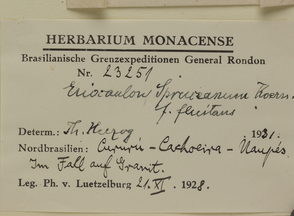 HERBARIUM MONACENSE
Brasilianische Grenzexpeditionen General Rondon
Nr. 23251
Eriocaulon Spruceanum Koern.
f. fluitans
Determ.: Th. Herzog 1931.
Nordbrasilien: Cururú - Cachoeira - Uaupés
Im Fall auf Granit.
Leg. Ph. v. Luetzelburg 21. XI. 1928.